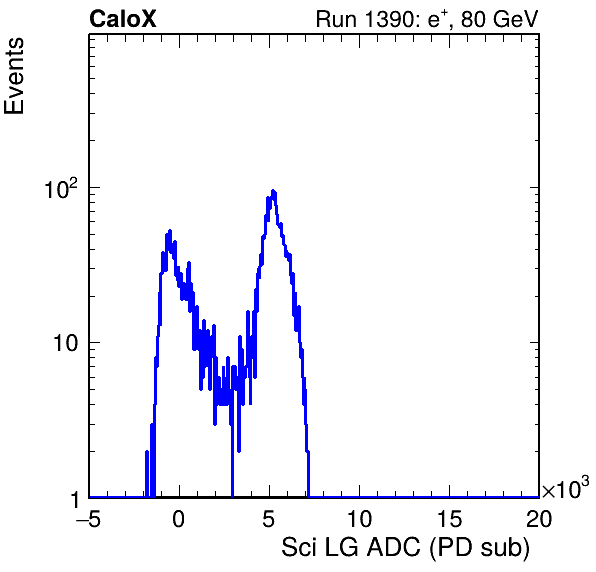 CaloX Run 1390: e⁺, 80 GeV
Events
10²
10
1
−5 0 5 10 15 20
×10³
Sci LG ADC (PD sub)